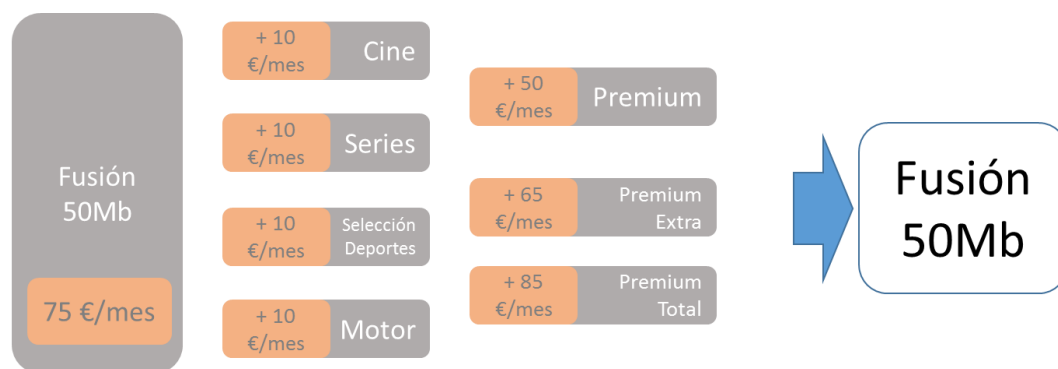 Fusión
50Mb
75 €/mes
+ 10
€/mes
Cine
+ 10
€/mes
Series
+ 10
€/mes
Selección
Deportes
+ 10
€/mes
Motor
+ 50
€/mes
Premium
+ 65
€/mes
Premium
Extra
+ 85
€/mes
Premium
Total
Fusión
50Mb